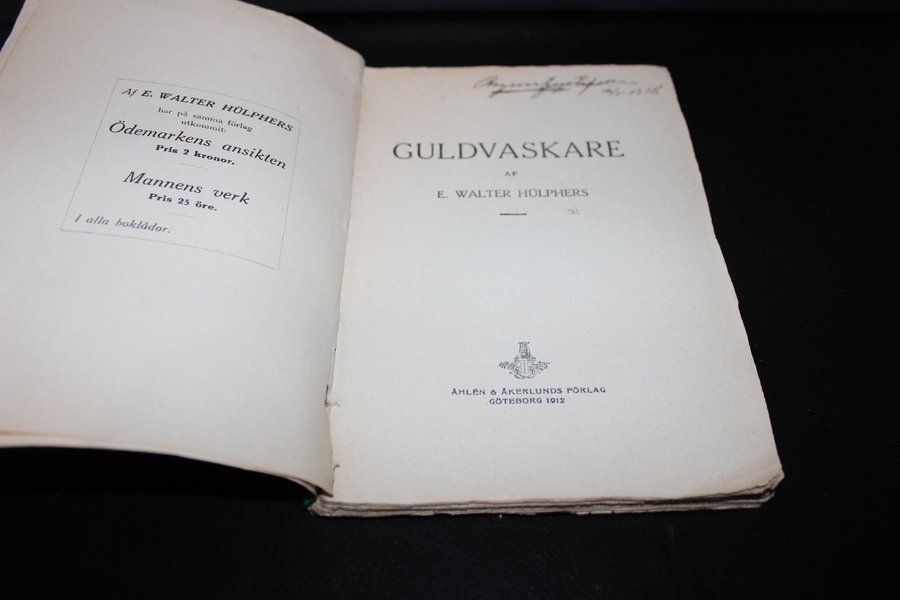 Af E. WALTER HÜLPHERS
har på samma förlag
utkommit:
Ödemarkens ansikten
Pris 2 kronor.
Mannens verk
Pris 25 öre.
I alla boklådor.
GULDVASKARE
AF
E. WALTER HÜLPHERS
ÅHLÉN & ÅKERLUNDS FÖRLAG
GÖTEBORG 1912